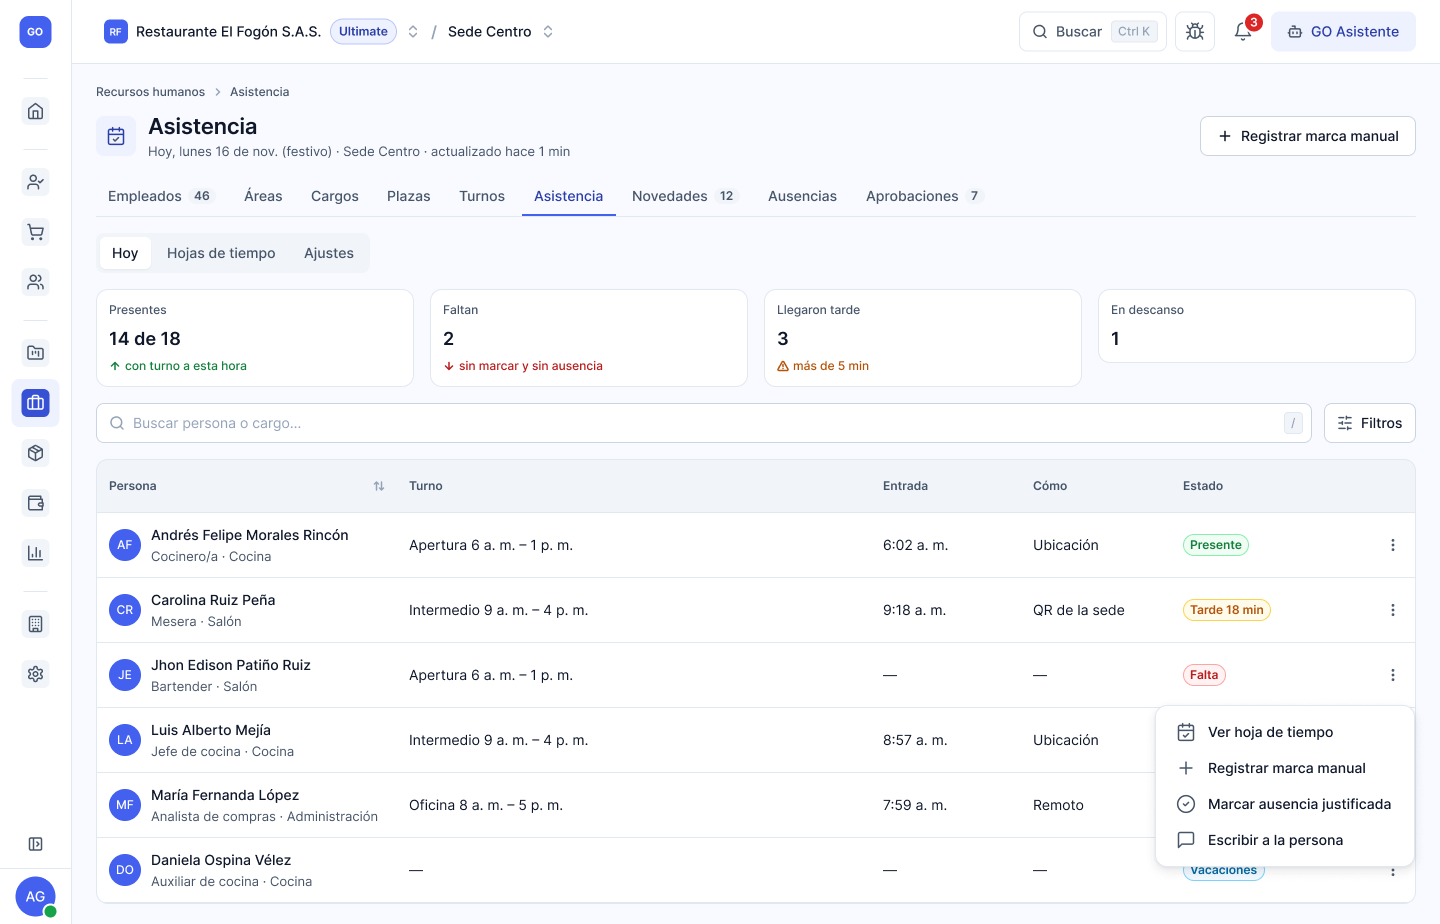 GO
RF Restaurante El Fogón S.A.S. Ultimate / Sede Centro
Buscar Ctrl K
3
GO Asistente
Recursos humanos > Asistencia
Asistencia
Hoy, lunes 16 de nov. (festivo) · Sede Centro · actualizado hace 1 min
Registrar marca manual
Empleados 46 Áreas Cargos Plazas Turnos Asistencia Novedades 12 Ausencias Aprobaciones 7
Hoy Hojas de tiempo Ajustes
Presentes
14 de 18
con turno a esta hora
Faltan
2
sin marcar y sin ausencia
Llegaron tarde
3
más de 5 min
En descanso
1
Buscar persona o cargo... /
Filtros
Persona Turno Entrada Cómo Estado
AF Andrés Felipe Morales Rincón
Cocinero/a · Cocina
Apertura 6 a. m. – 1 p. m. 6:02 a. m. Ubicación Presente
CR Carolina Ruiz Peña
Mesera · Salón
Intermedio 9 a. m. – 4 p. m. 9:18 a. m. QR de la sede Tarde 18 min
JE Jhon Edison Patiño Ruiz
Bartender · Salón
Apertura 6 a. m. – 1 p. m. — — Falta
LA Luis Alberto Mejía
Jefe de cocina · Cocina
Intermedio 9 a. m. – 4 p. m. 8:57 a. m. Ubicación
MF María Fernanda López
Analista de compras · Administración
Oficina 8 a. m. – 5 p. m. 7:59 a. m. Remoto
DO Daniela Ospina Vélez
Auxiliar de cocina · Cocina
— — — Vacaciones
Ver hoja de tiempo
Registrar marca manual
Marcar ausencia justificada
Escribir a la persona
AG